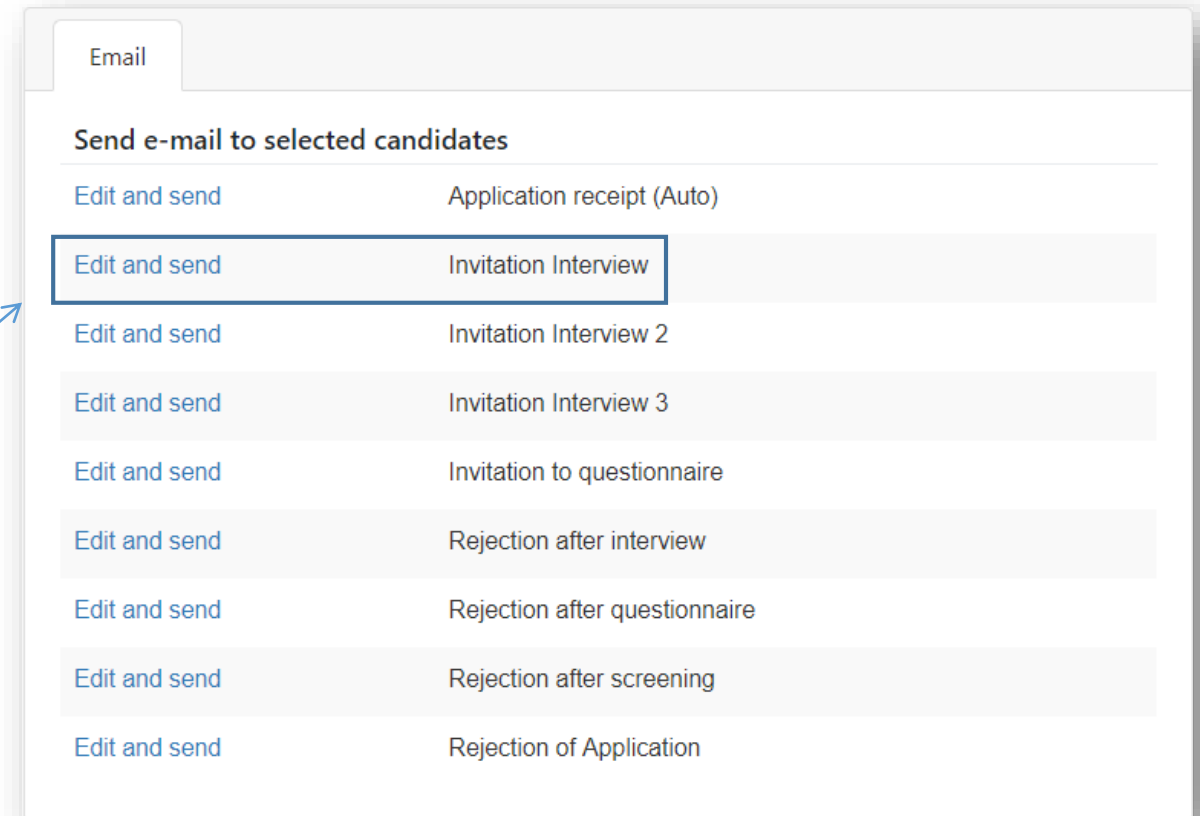 Email
Send e-mail to selected candidates
Edit and send Application receipt (Auto)
Edit and send Invitation Interview
Edit and send Invitation Interview 2
Edit and send Invitation Interview 3
Edit and send Invitation to questionnaire
Edit and send Rejection after interview
Edit and send Rejection after questionnaire
Edit and send Rejection after screening
Edit and send Rejection of Application